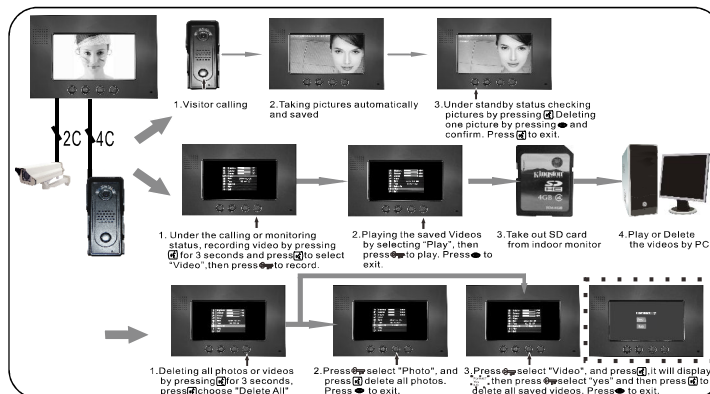 2C
4C
1.Visitor calling
2.Taking pictures automatically
and saved
3.Under standby status checking
pictures by pressing Deleting
one picture by pressing and
confirm. Press to exit.
1. Under the calling or monitoring
status, recording video by pressing
for 3 seconds and press to select
"Video",then press to record.
2.Playing the saved Videos
by selecting "Play", then
press to play. Press to
exit.
Kingston
SD
HC
4GB 4
3.Take out SD card
from indoor monitor
4.Play or Delete
the videos by PC
1.Deleting all photos or videos
by pressing for 3 seconds,
press choose "Delete All"
2.Press select "Photo", and
press delete all photos.
Press to exit.
3.Press select "Video", and press ,it will display
,then press select "yes" and then press to
delete all saved videos. Press to exit.